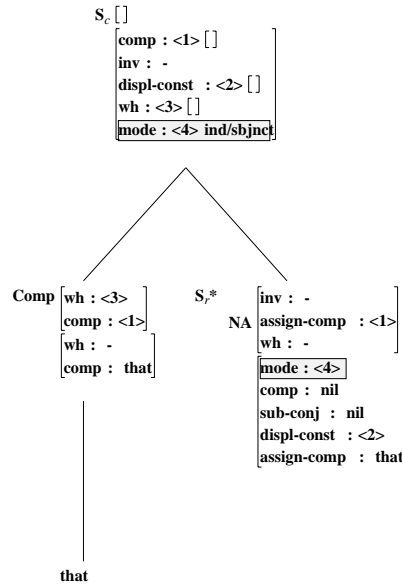 S_c []
comp : <1> []
inv : -
displ-const : <2> []
wh : <3> []
mode : <4> ind/sbjnct
Comp
wh : <3>
comp : <1>
wh : -
comp : that
S_r*
NA
inv : -
assign-comp : <1>
wh : -
mode : <4>
comp : nil
sub-conj : nil
displ-const : <2>
assign-comp : that
that